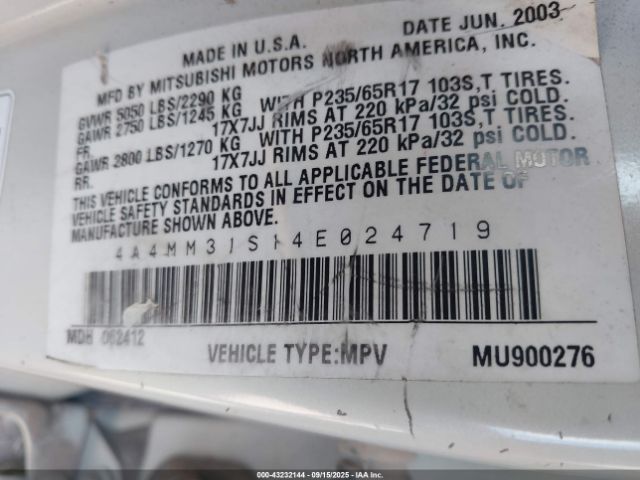 MADE IN U.S.A. DATE JUN. 2003
MFD BY MITSUBISHI MOTORS NORTH AMERICA, INC.
GVWR 5050 LBS/2290 KG
GAWR 2750 LBS/1245 KG WITH P235/65R17 103S,T TIRES.
FR. 17X7JJ RIMS AT 220 kPa/32 psi COLD.
GAWR 2800 LBS/1270 KG WITH P235/65R17 103S,T TIRES.
RR. 17X7JJ RIMS AT 220 kPa/32 psi COLD.
THIS VEHICLE CONFORMS TO ALL APPLICABLE FEDERAL MOTOR
VEHICLE SAFETY STANDARDS IN EFFECT ON THE DATE OF
MANUFACTURE SHOWN ABOVE.
4A4MM31S14E024719
MDH 062412
VEHICLE TYPE:MPV MU900276
000-43232144 - 09/15/2025 - IAAI.COM